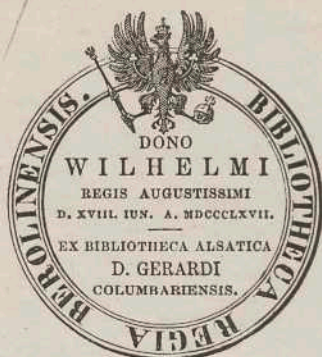 BIBLIOTHECA REGIA BEROLINENSIS.
DONO
WILHELMI
REGIS AUGUSTISSIMI
D. XVIII. IUN. A. MDCCCLXVII.
EX BIBLIOTHECA ALSATICA
D. GERARDI
COLUMBARIENSIS.